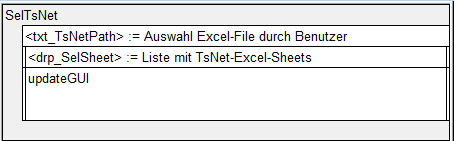 SelTsNet
<txt_TsNetPath> := Auswahl Excel-File durch Benutzer
<drp_SelSheet> := Liste mit TsNet-Excel-Sheets
updateGUI